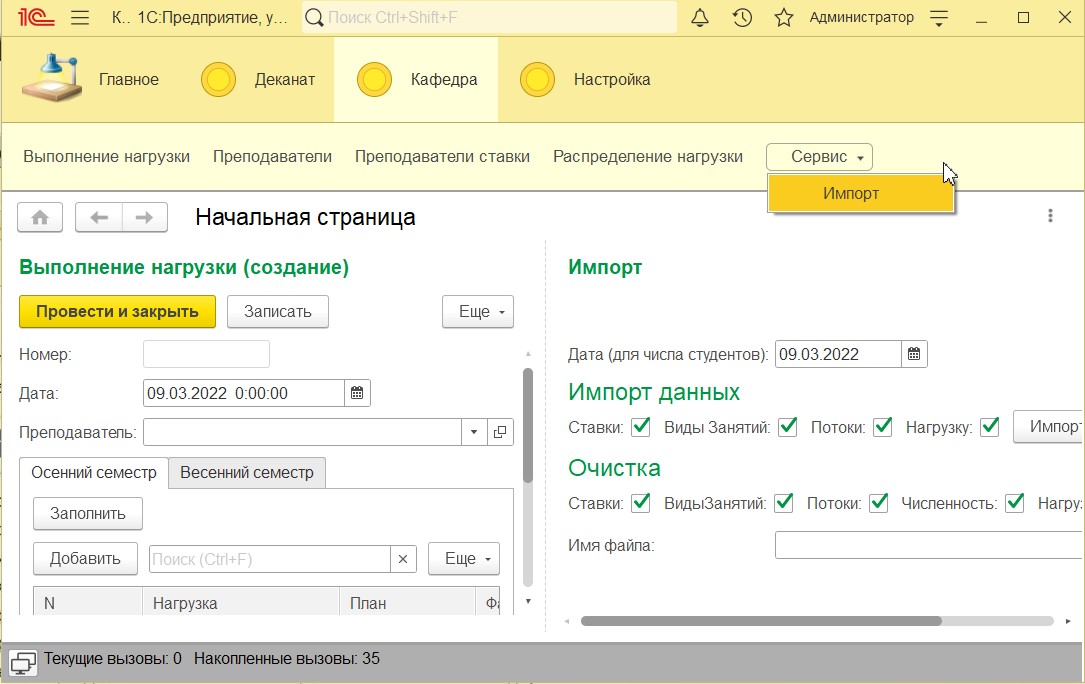 1С К.. 1С:Предприятие, у... Поиск Ctrl+Shift+F Администратор
Главное Деканат Кафедра Настройка
Выполнение нагрузки Преподаватели Преподаватели ставки Распределение нагрузки Сервис
Импорт
Начальная страница
Выполнение нагрузки (создание)
Провести и закрыть Записать Еще
Номер:
Дата: 09.03.2022 0:00:00
Преподаватель:
Осенний семестр Весенний семестр
Заполнить
Добавить Поиск (Ctrl+F) × Еще
N Нагрузка План Фа
Импорт
Дата (для числа студентов): 09.03.2022
Импорт данных
Ставки: Виды Занятий: Потоки: Нагрузку: Импорт
Очистка
Ставки: ВидыЗанятий: Потоки: Численность: Нагруз
Имя файла:
Текущие вызовы: 0 Накопленные вызовы: 35